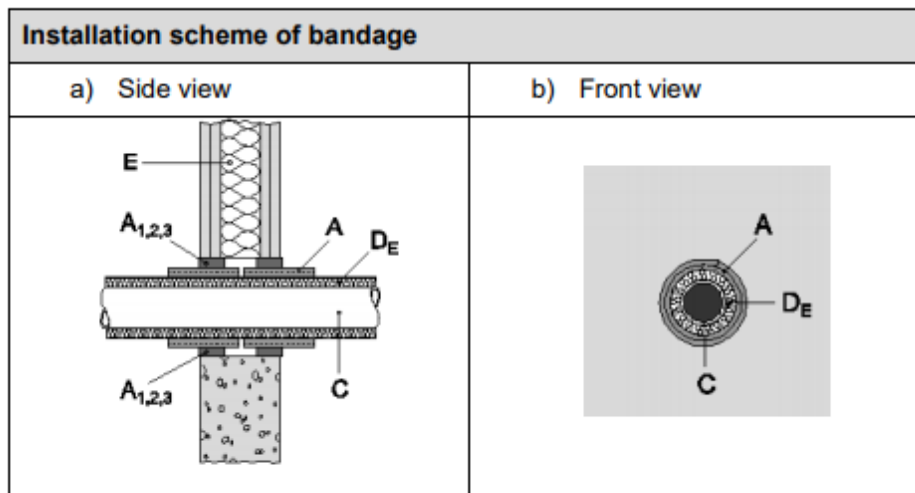 Installation scheme of bandage
a) Side view
b) Front view
E
A1,2,3
A
DE
A1,2,3
C
A
DE
C